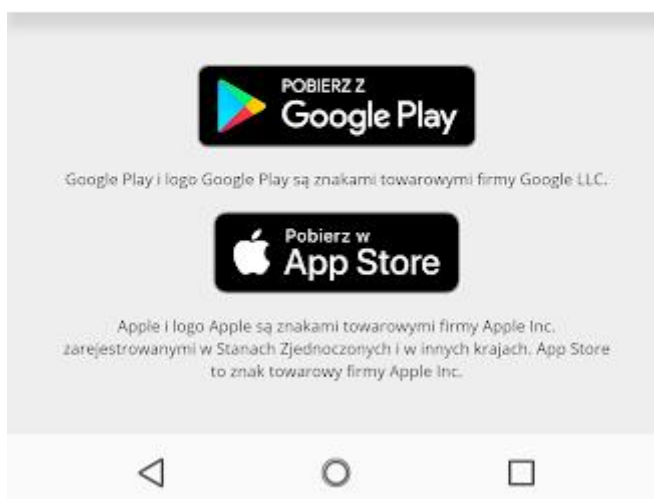 POBIERZ Z
Google Play
Google Play i logo Google Play są znakami towarowymi firmy Google LLC.
Pobierz w
App Store
Apple i logo Apple są znakami towarowymi firmy Apple Inc.
zarejestrowanymi w Stanach Zjednoczonych i w innych krajach. App Store
to znak towarowy firmy Apple Inc.